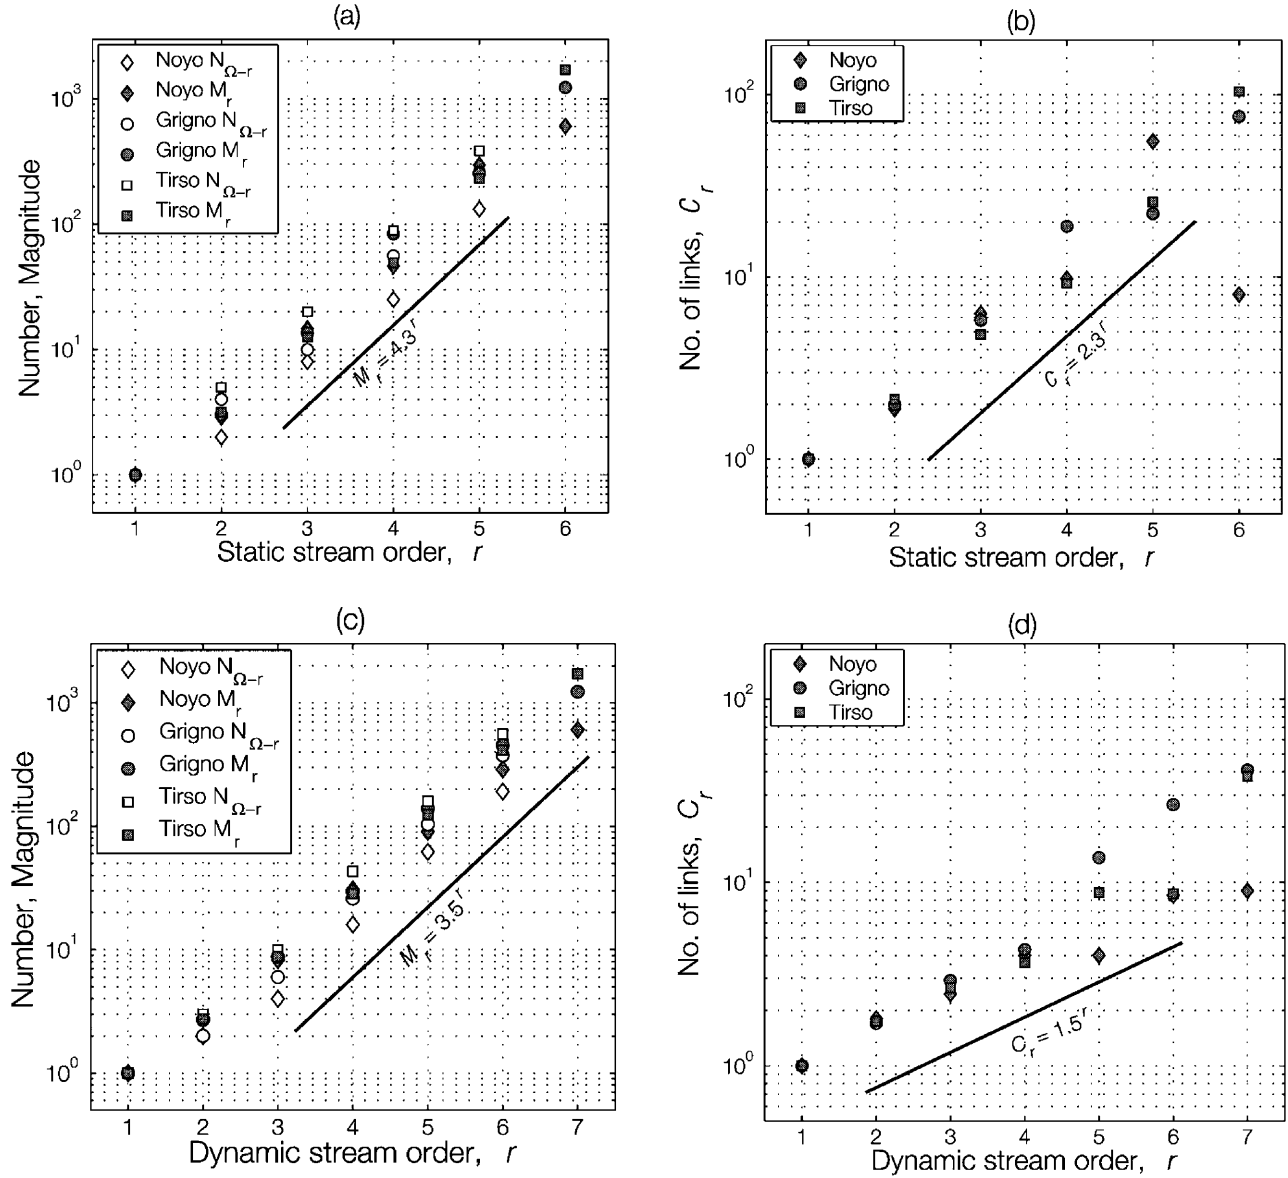 (a)
Noyo N_Ω−r
Noyo M_r
Grigno N_Ω−r
Grigno M_r
Tirso N_Ω−r
Tirso M_r
10^3
10^2
10^1
10^0
Number, Magnitude
M_r = 4.3^r
1 2 3 4 5 6
Static stream order, r
(b)
Noyo
Grigno
Tirso
10^2
10^1
10^0
No. of links, C_r
C_r = 2.3^r
1 2 3 4 5 6
Static stream order, r
(c)
Noyo N_Ω−r
Noyo M_r
Grigno N_Ω−r
Grigno M_r
Tirso N_Ω−r
Tirso M_r
10^3
10^2
10^1
10^0
Number, Magnitude
M_r = 3.5^r
1 2 3 4 5 6 7
Dynamic stream order, r
(d)
Noyo
Grigno
Tirso
10^2
10^1
10^0
No. of links, C_r
C_r = 1.5^r
1 2 3 4 5 6 7
Dynamic stream order, r